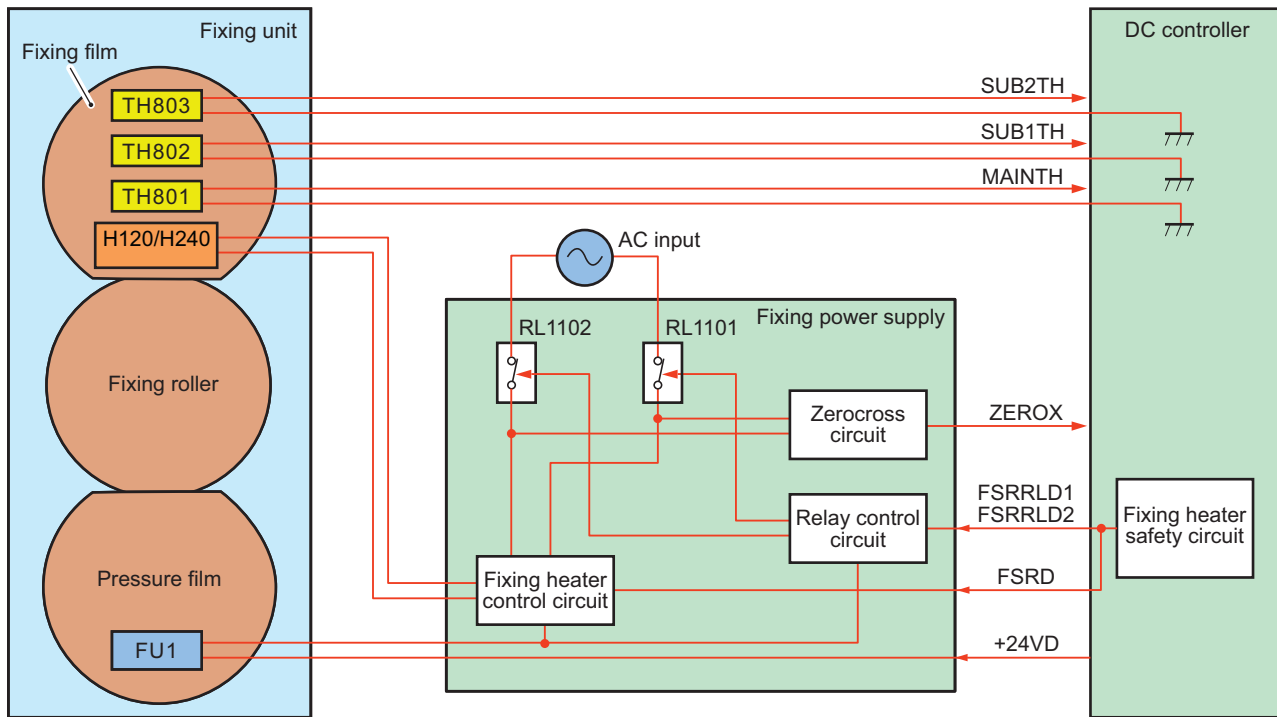 Fixing unit
Fixing film
TH803
TH802
TH801
H120/H240
Fixing roller
Pressure film
FU1
AC input
Fixing power supply
RL1102
RL1101
Zerocross
circuit
Relay control
circuit
Fixing heater
control circuit
DC controller
SUB2TH
SUB1TH
MAINTH
ZEROX
FSRRLD1
FSRRLD2
FSRD
+24VD
Fixing heater
safety circuit